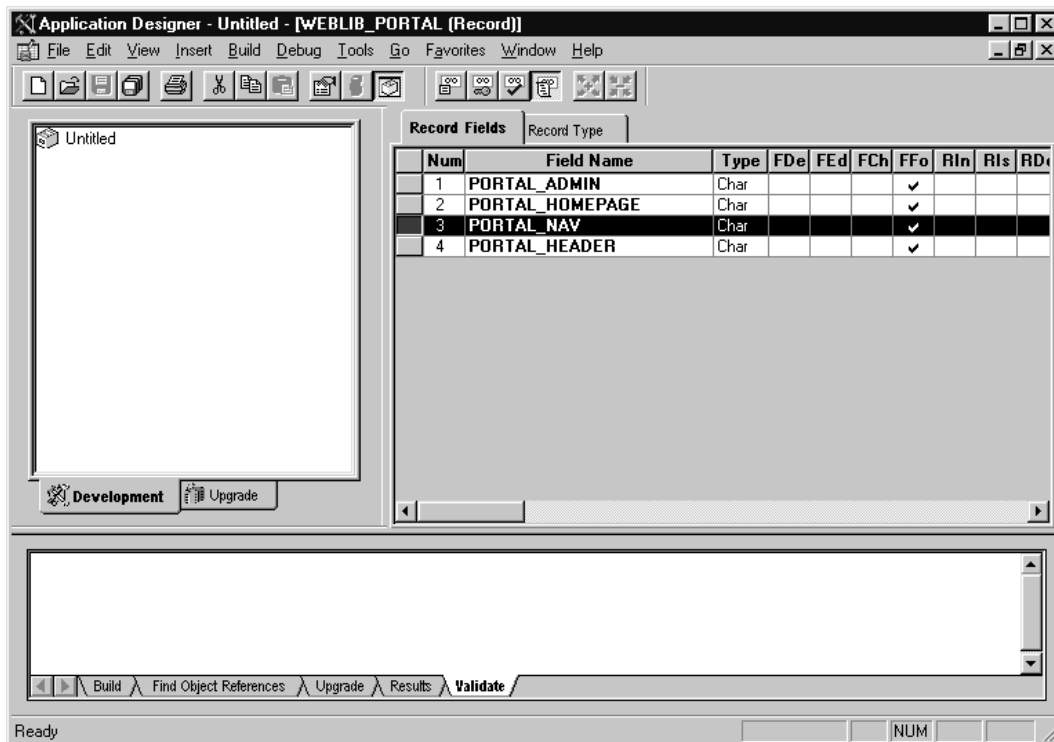 Application Designer - Untitled - [WEBLIB_PORTAL (Record)]
File Edit View Insert Build Debug Tools Go Favorites Window Help
Untitled
Development Upgrade
Record Fields Record Type
Num Field Name Type FDe FEd FCh FFo RIn RIs RDe
1 PORTAL_ADMIN Char
2 PORTAL_HOMEPAGE Char
3 PORTAL_NAV Char
4 PORTAL_HEADER Char
Build Find Object References Upgrade Results Validate
Ready NUM